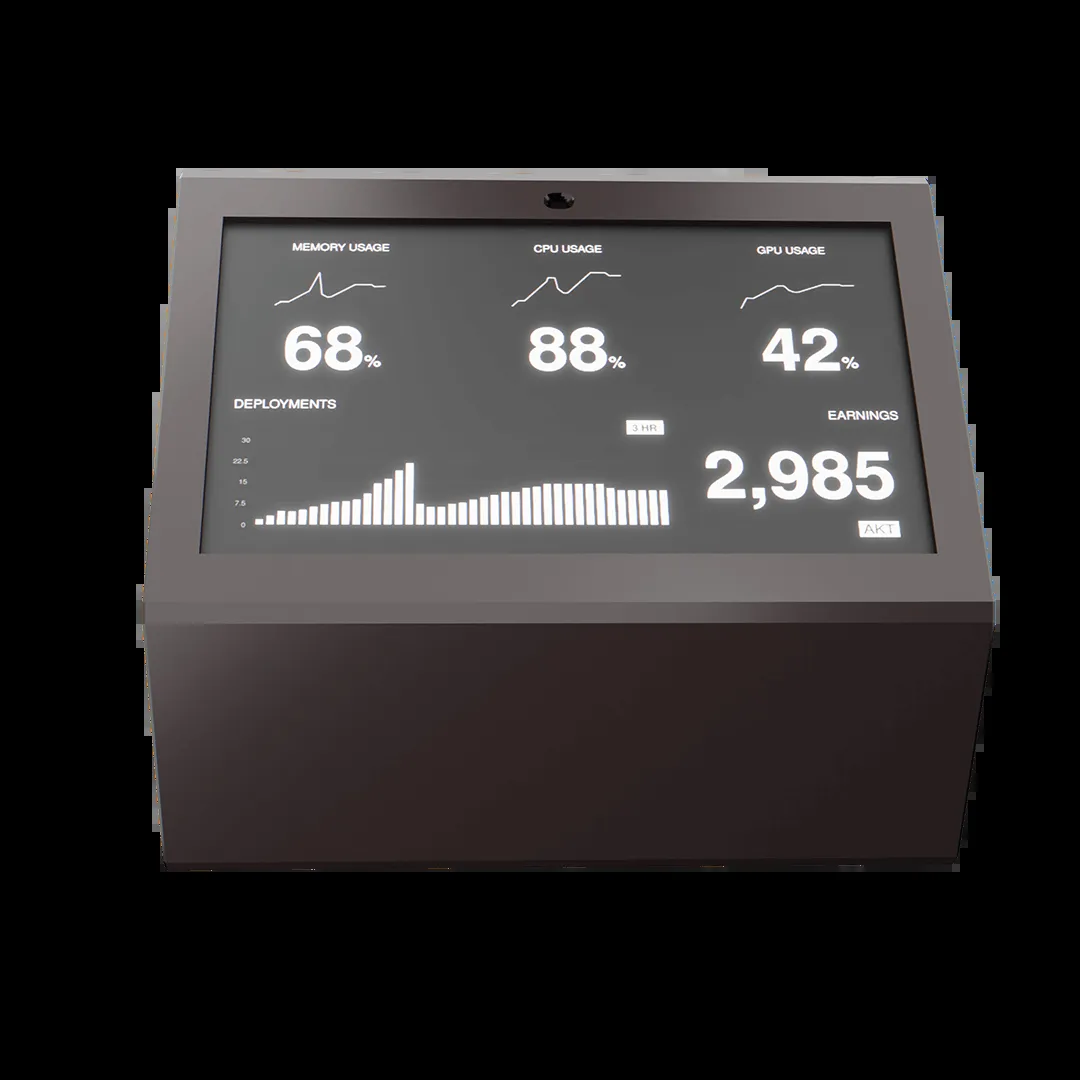 MEMORY USAGE CPU USAGE GPU USAGE
68% 88% 42%
DEPLOYMENTS
EARNINGS
3 HR
2,985
AKT
30
22.5
15
7.5
0